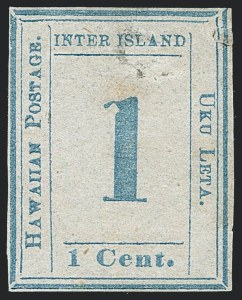 INTER ISLAND
HAWAIIAN POSTAGE.
1
UKU LETA.
1 Cent.